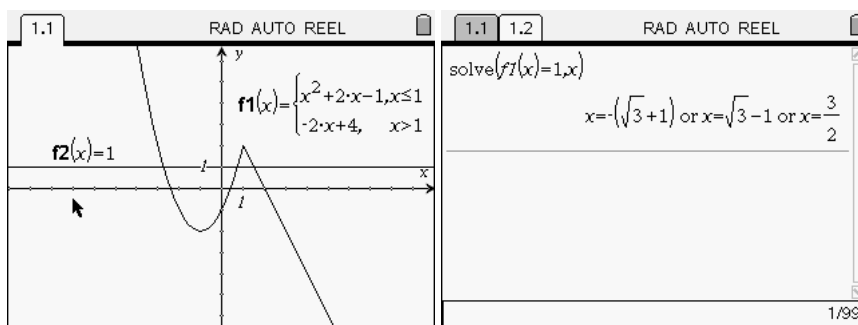 1.1 RAD AUTO REEL
y
f1(x)={x²+2·x-1,x≤1
-2·x+4, x>1
f2(x)=1
1
x
1
1.1 1.2 RAD AUTO REEL
solve(f1(x)=1,x)
x=-(√3+1) or x=√3-1 or x=3/2
1/99